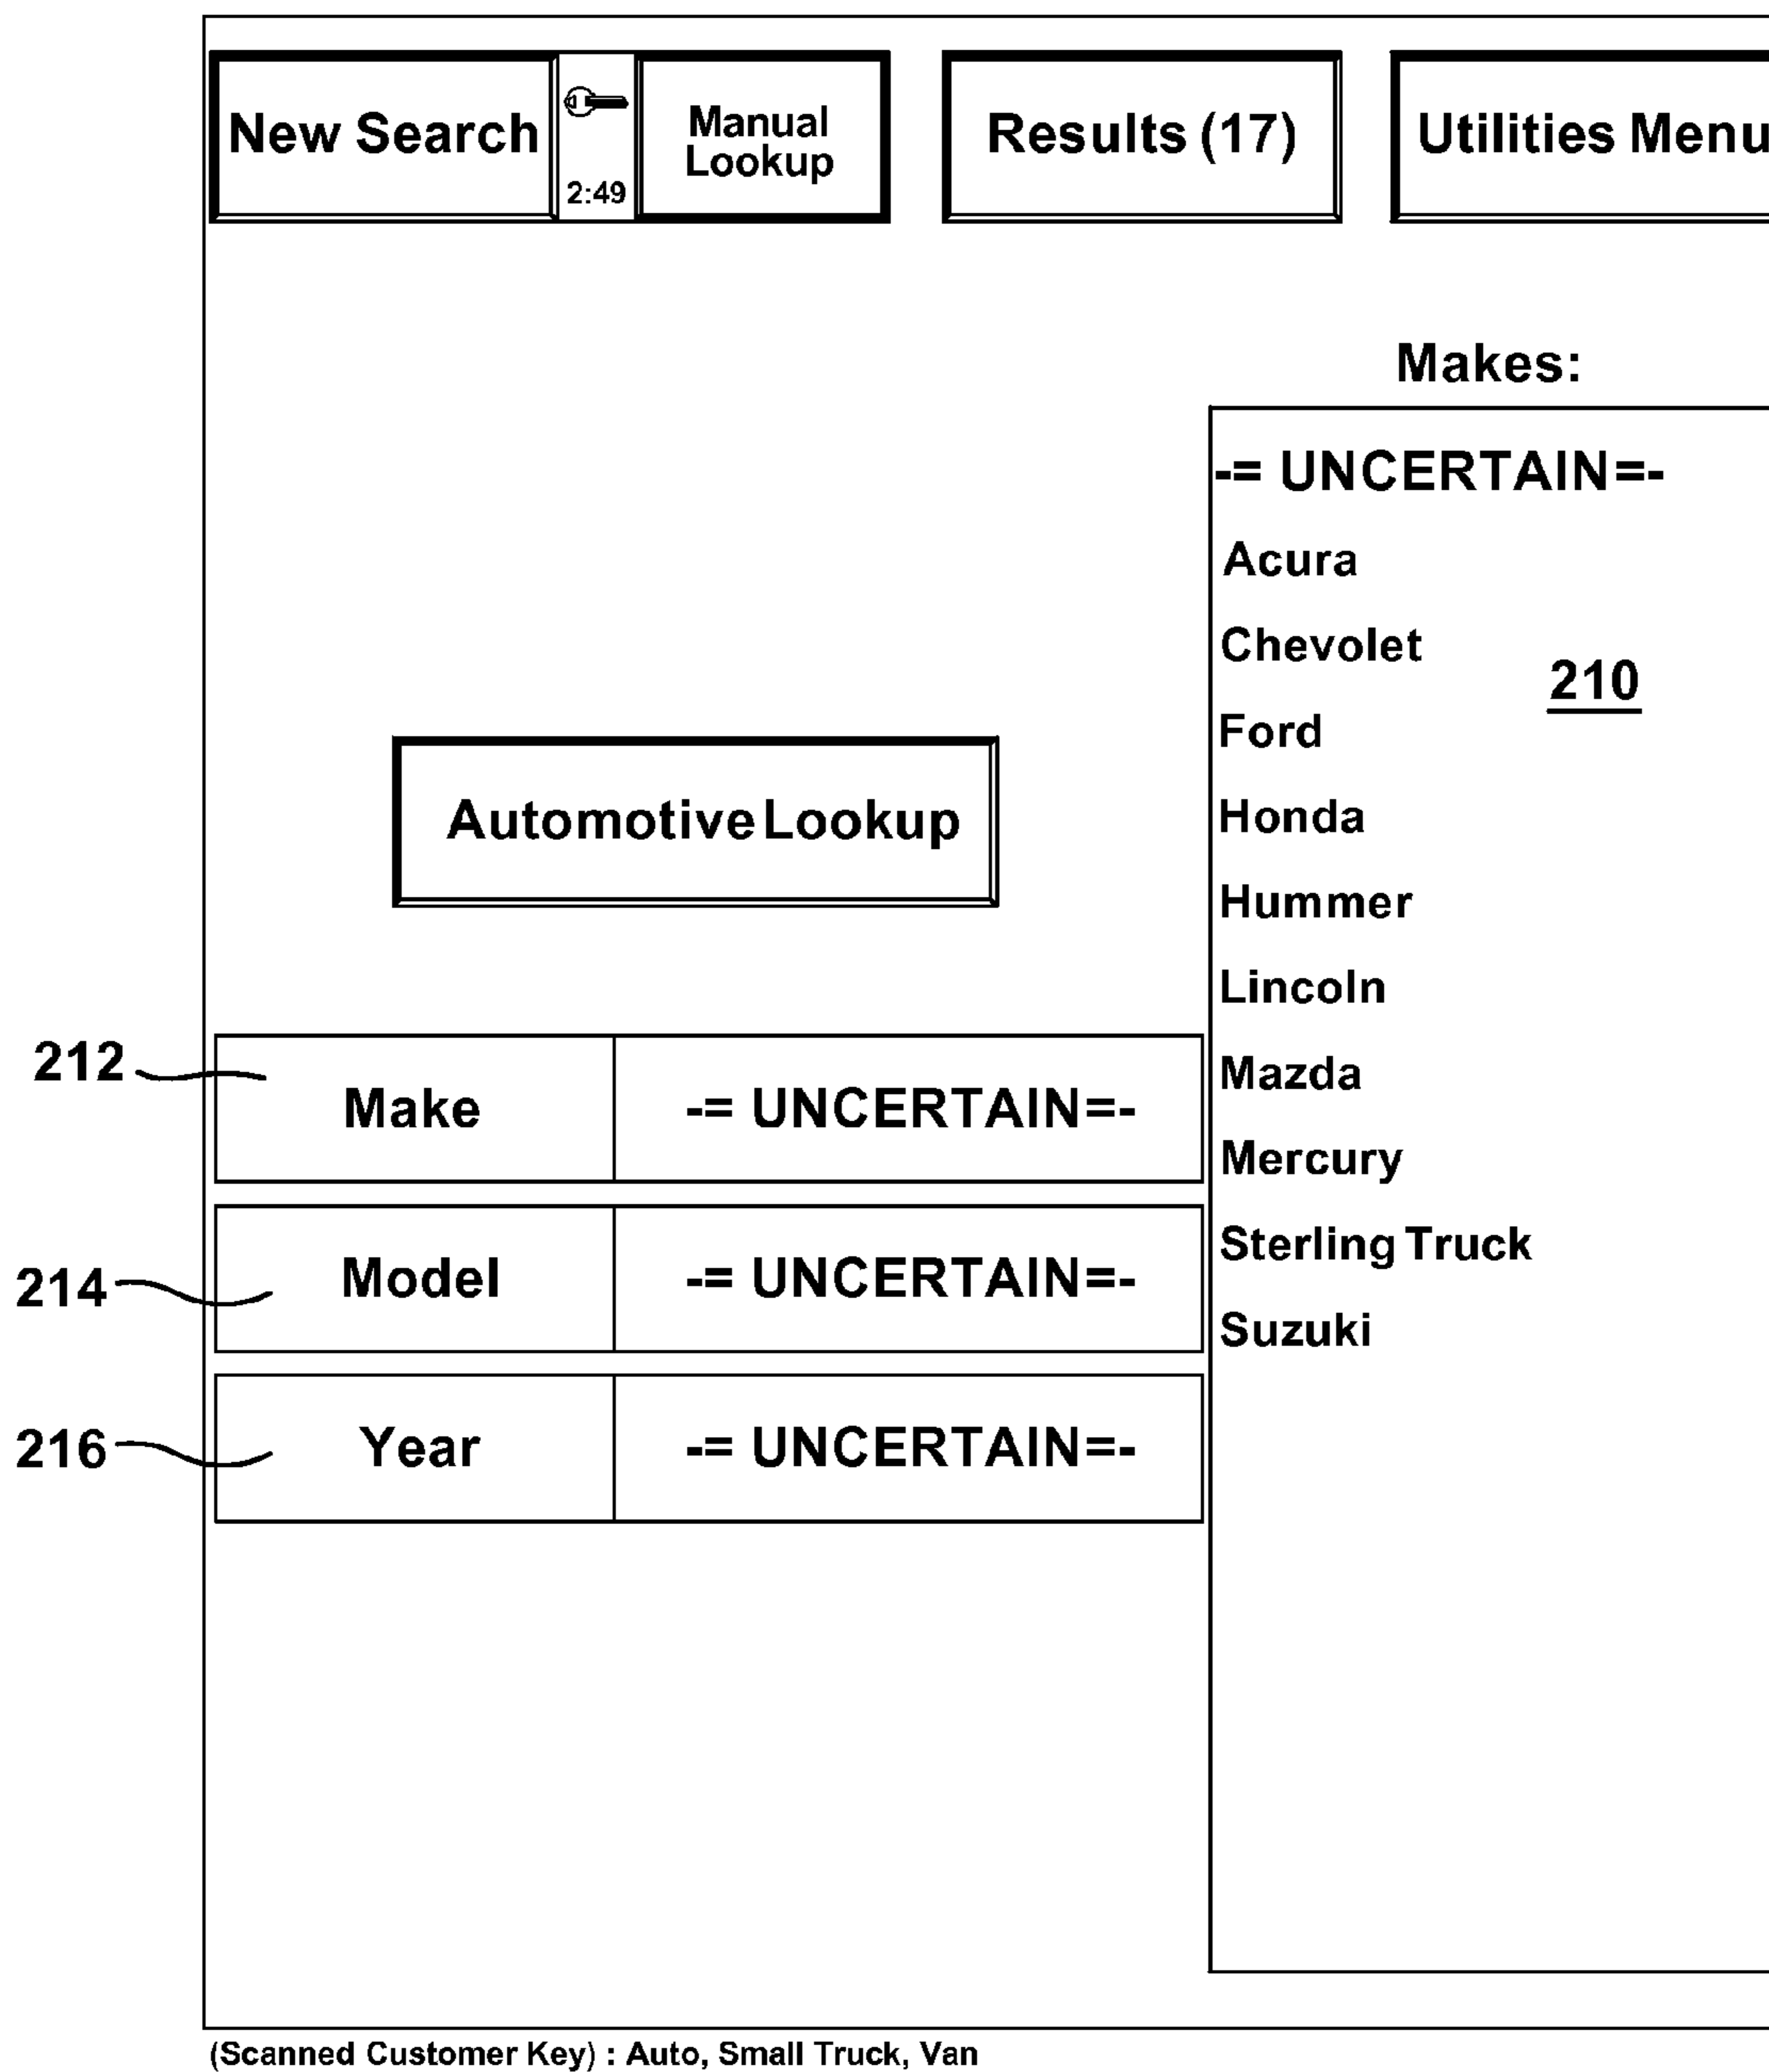 New Search
2:49
Manual
Lookup
Results (17)
Utilities Menu
Makes:
-= UNCERTAIN=-
Acura
Chevolet
210
Ford
Honda
Automotive Lookup
Hummer
Lincoln
Mazda
Mercury
Sterling Truck
Suzuki
212
Make -= UNCERTAIN=-
214
Model -= UNCERTAIN=-
216
Year -= UNCERTAIN=-
(Scanned Customer Key) : Auto, Small Truck, Van